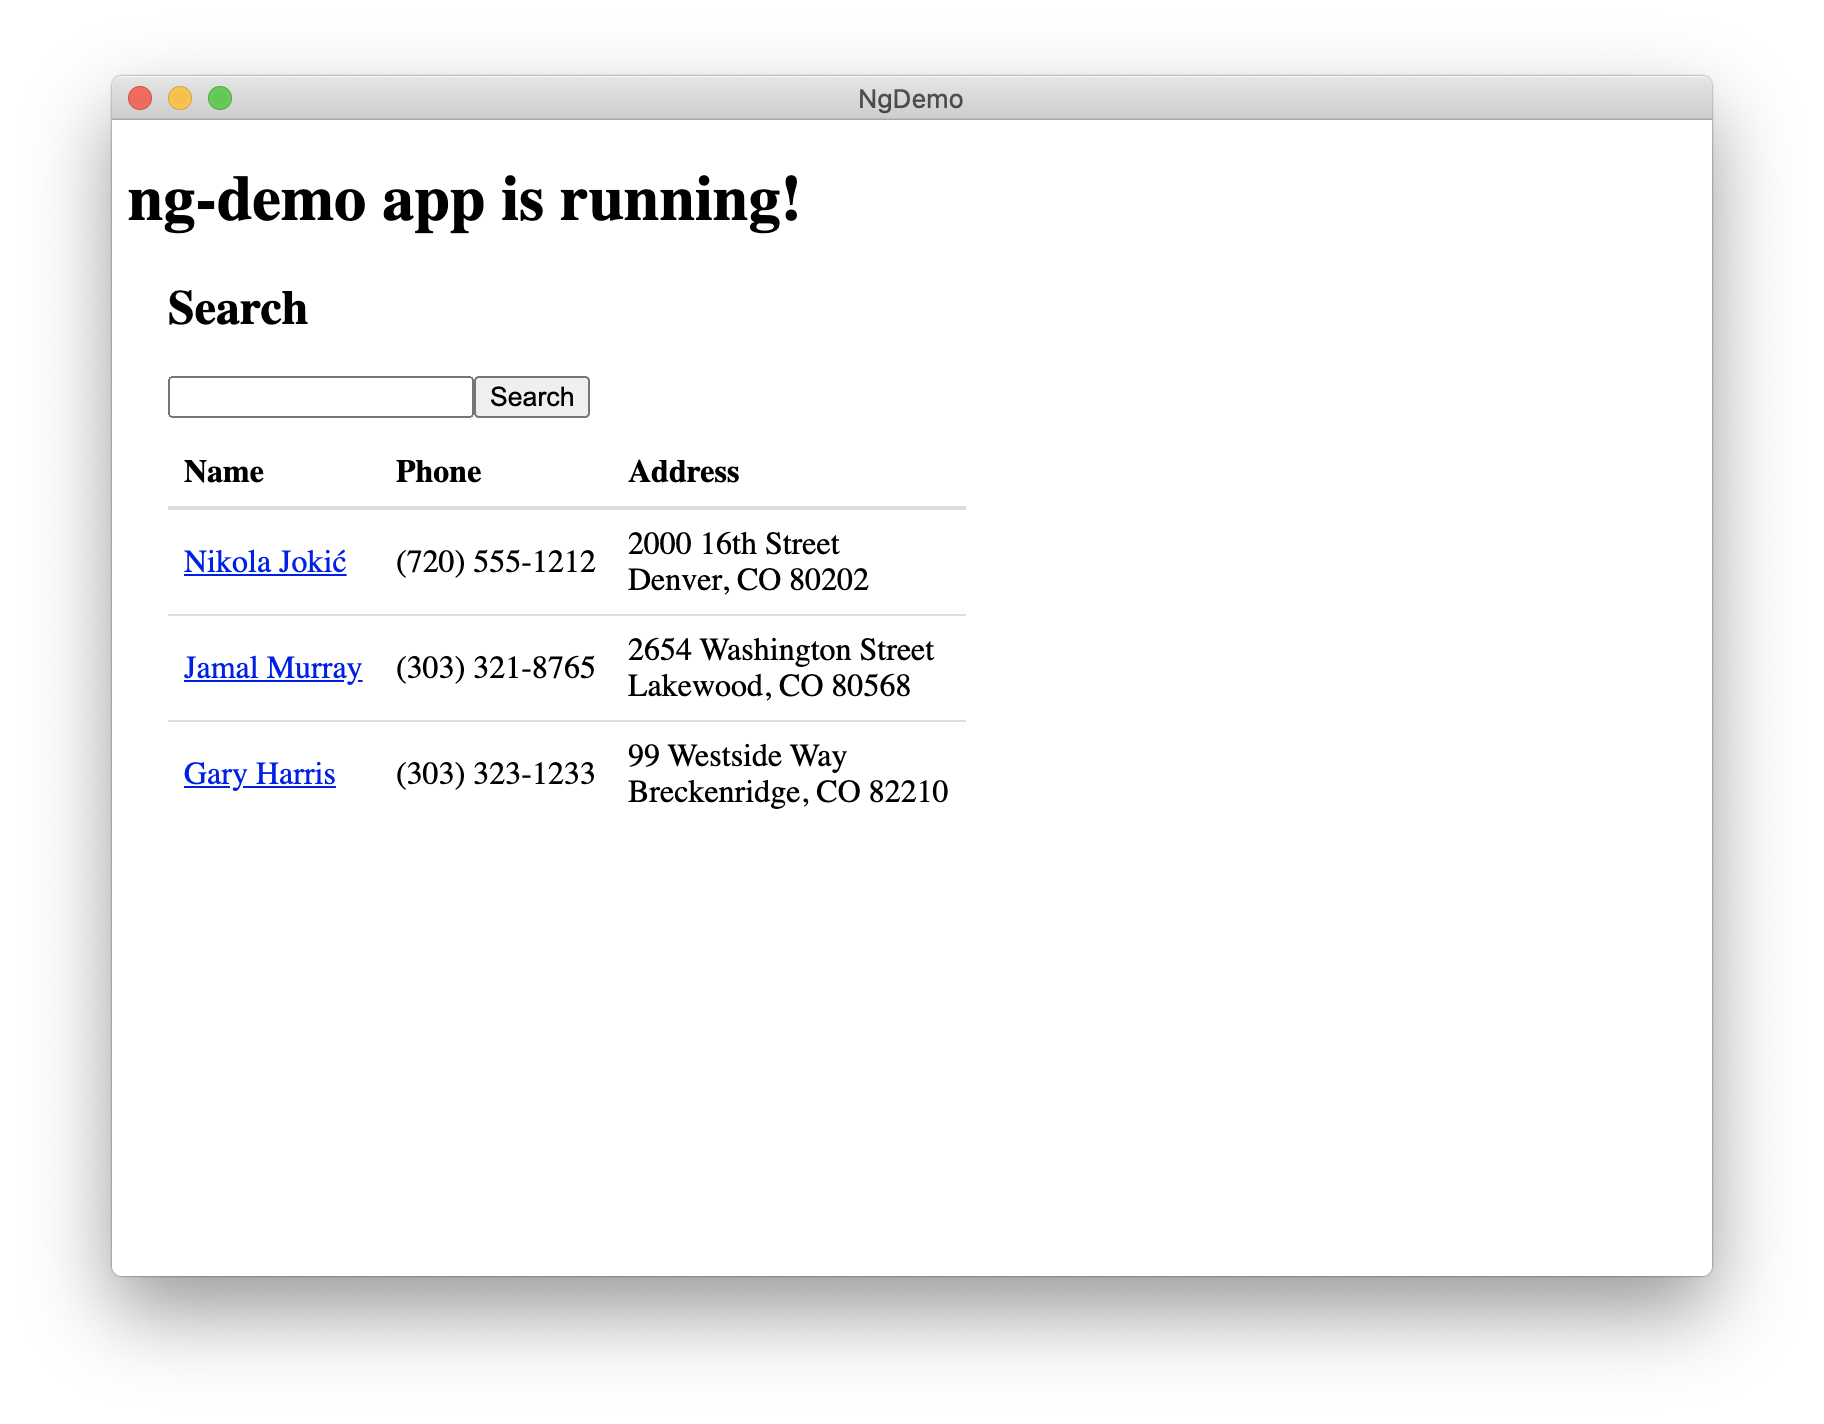 NgDemo
ng-demo app is running!
Search
Search
Name Phone Address
Nikola Jokić (720) 555-1212 2000 16th Street
Denver, CO 80202
Jamal Murray (303) 321-8765 2654 Washington Street
Lakewood, CO 80568
Gary Harris (303) 323-1233 99 Westside Way
Breckenridge, CO 82210